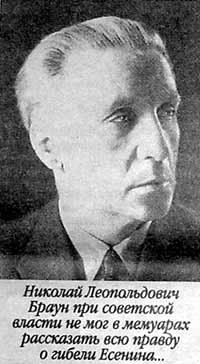 Николай Леопольдович
Браун при советской
власти не мог в мемуарах
рассказать всю правду
о гибели Есенина...